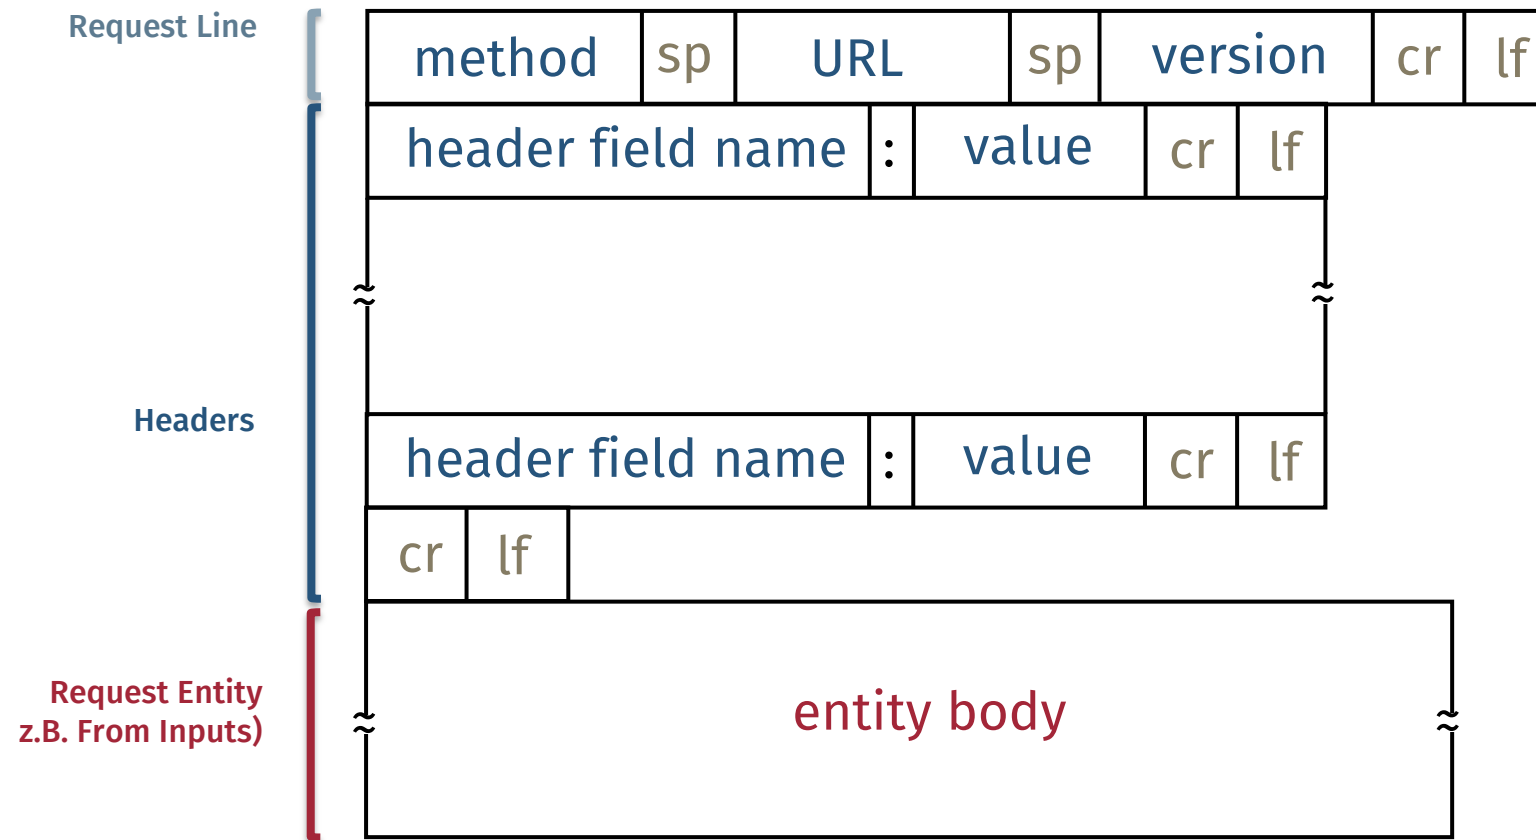 Request Line
method sp URL sp version cr lf
header field name : value cr lf
Headers
header field name : value cr lf
cr lf
Request Entity
z.B. From Inputs)
entity body